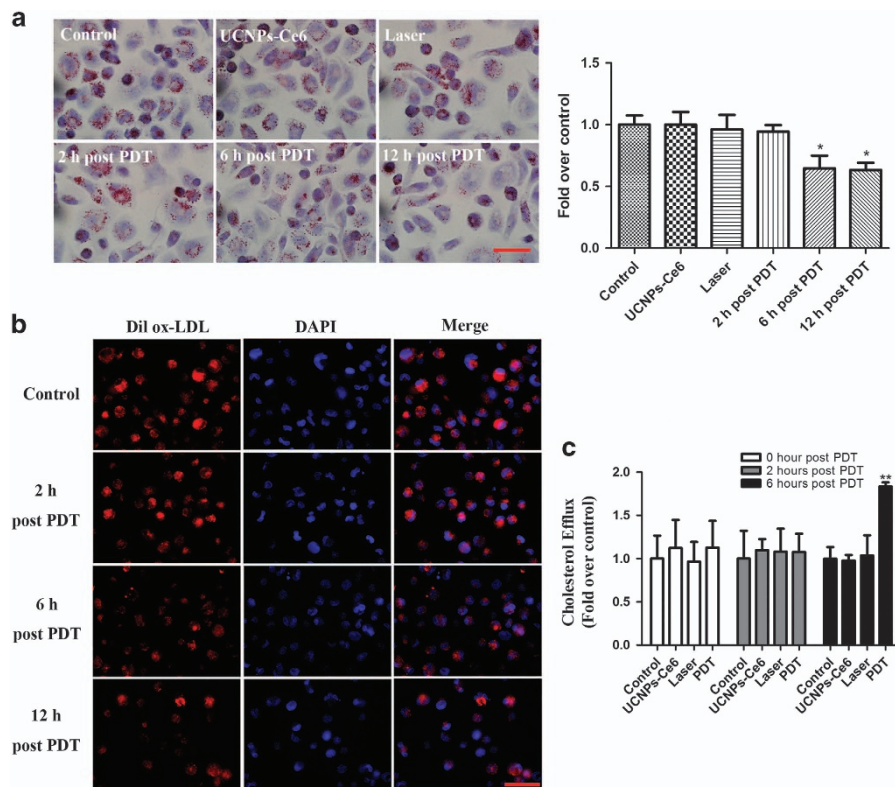 a
Control
UCNPs-Ce6
Laser
2 h post PDT
6 h post PDT
12 h post PDT
Fold over control
1.5
1.0
0.5
0.0
*
*
Control
UCNPs-Ce6
Laser
2 h post PDT
6 h post PDT
12 h post PDT
b
Dil ox-LDL
DAPI
Merge
Control
2 h
post PDT
6 h
post PDT
12 h
post PDT
c
0 hour post PDT
2 hours post PDT
6 hours post PDT
Cholesterol Efflux
(Fold over control)
2.0
1.5
1.0
0.5
0.0
**
Control
UCNPs-Ce6
Laser
PDT
Control
UCNPs-Ce6
Laser
PDT
Control
UCNPs-Ce6
Laser
PDT